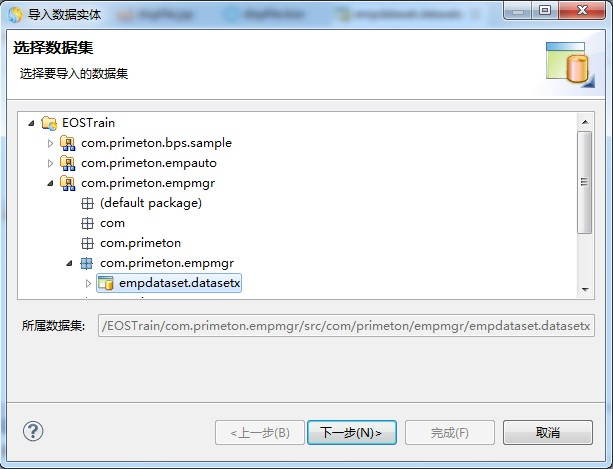 导入数据实体
选择数据集
选择要导入的数据集
EOSTrain
com.primeton.bps.sample
com.primeton.empauto
com.primeton.empmgr
(default package)
com
com.primeton
com.primeton.empmgr
empdataset.datasetx
所属数据集: /EOSTrain/com.primeton.empmgr/src/com/primeton/empmgr/empdataset.datasetx
<上一步(B) 下一步(N)> 完成(F) 取消